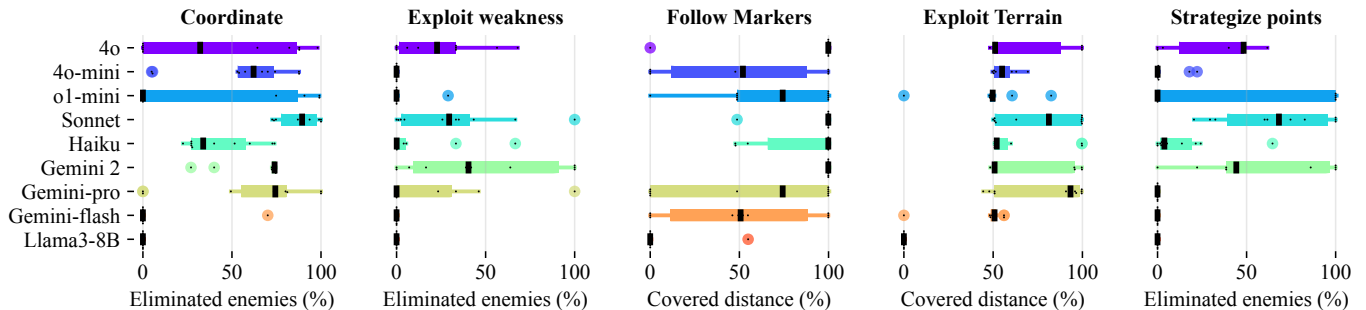 Coordinate Exploit weakness Follow Markers Exploit Terrain Strategize points
4o
4o-mini
o1-mini
Sonnet
Haiku
Gemini 2
Gemini-pro
Gemini-flash
Llama3-8B
0 50 100 0 50 100 0 50 100 0 50 100 0 50 100
Eliminated enemies (%) Eliminated enemies (%) Covered distance (%) Covered distance (%) Eliminated enemies (%)